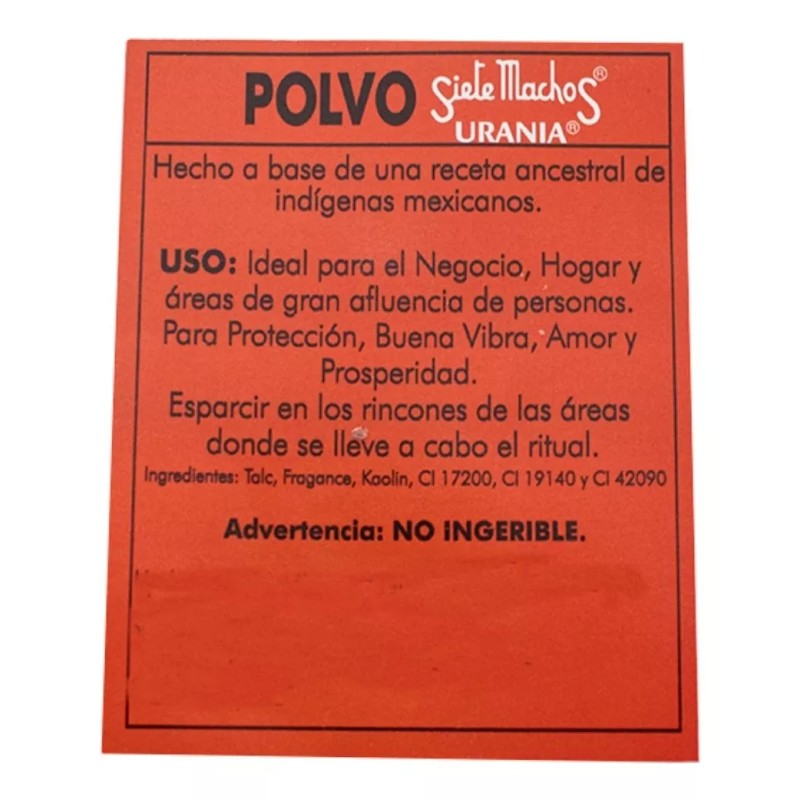 POLVO Siete Machos®
URANIA®
Hecho a base de una receta ancestral de
indígenas mexicanos.
USO: Ideal para el Negocio, Hogar y
áreas de gran afluencia de personas.
Para Protección, Buena Vibra, Amor y
Prosperidad.
Esparcir en los rincones de las áreas
donde se lleve a cabo el ritual.
Ingredientes: Talc, Fragance, Kaolin, CI 17200, CI 19140 y CI 42090
Advertencia: NO INGERIBLE.